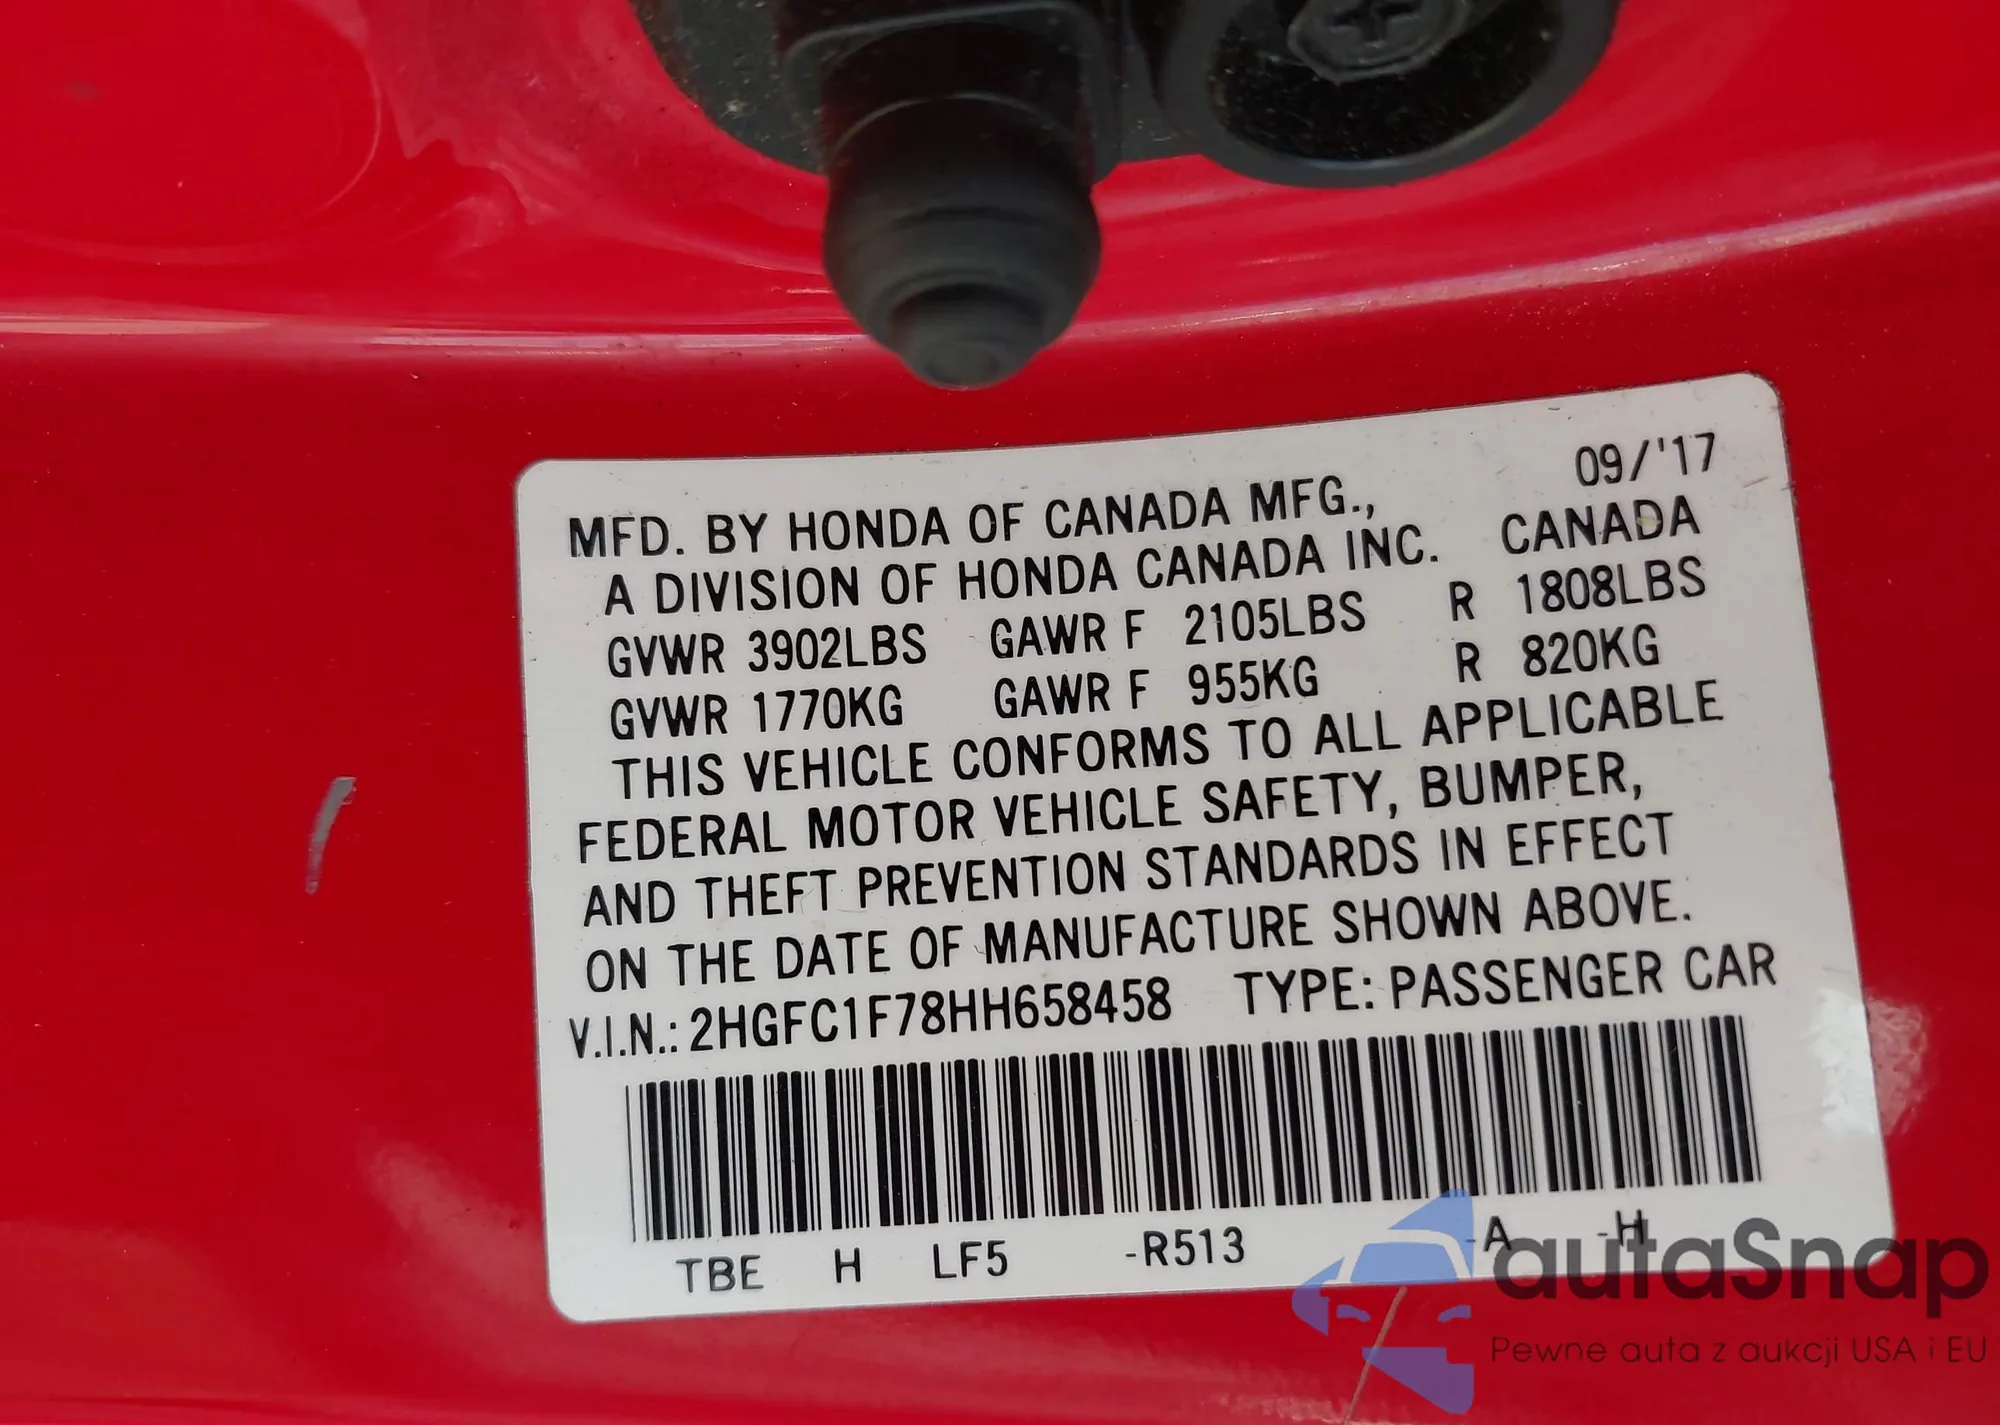 09/'17
MFD. BY HONDA OF CANADA MFG.,
A DIVISION OF HONDA CANADA INC. CANADA
GVWR 3902LBS GAWR F 2105LBS R 1808LBS
GVWR 1770KG GAWR F 955KG R 820KG
THIS VEHICLE CONFORMS TO ALL APPLICABLE
FEDERAL MOTOR VEHICLE SAFETY, BUMPER,
AND THEFT PREVENTION STANDARDS IN EFFECT
ON THE DATE OF MANUFACTURE SHOWN ABOVE.
V.I.N.: 2HGFC1F78HH658458 TYPE: PASSENGER CAR
TBE H LF5 -R513 -A -H
autaSnap
Pewne auta z aukcji USA i EU